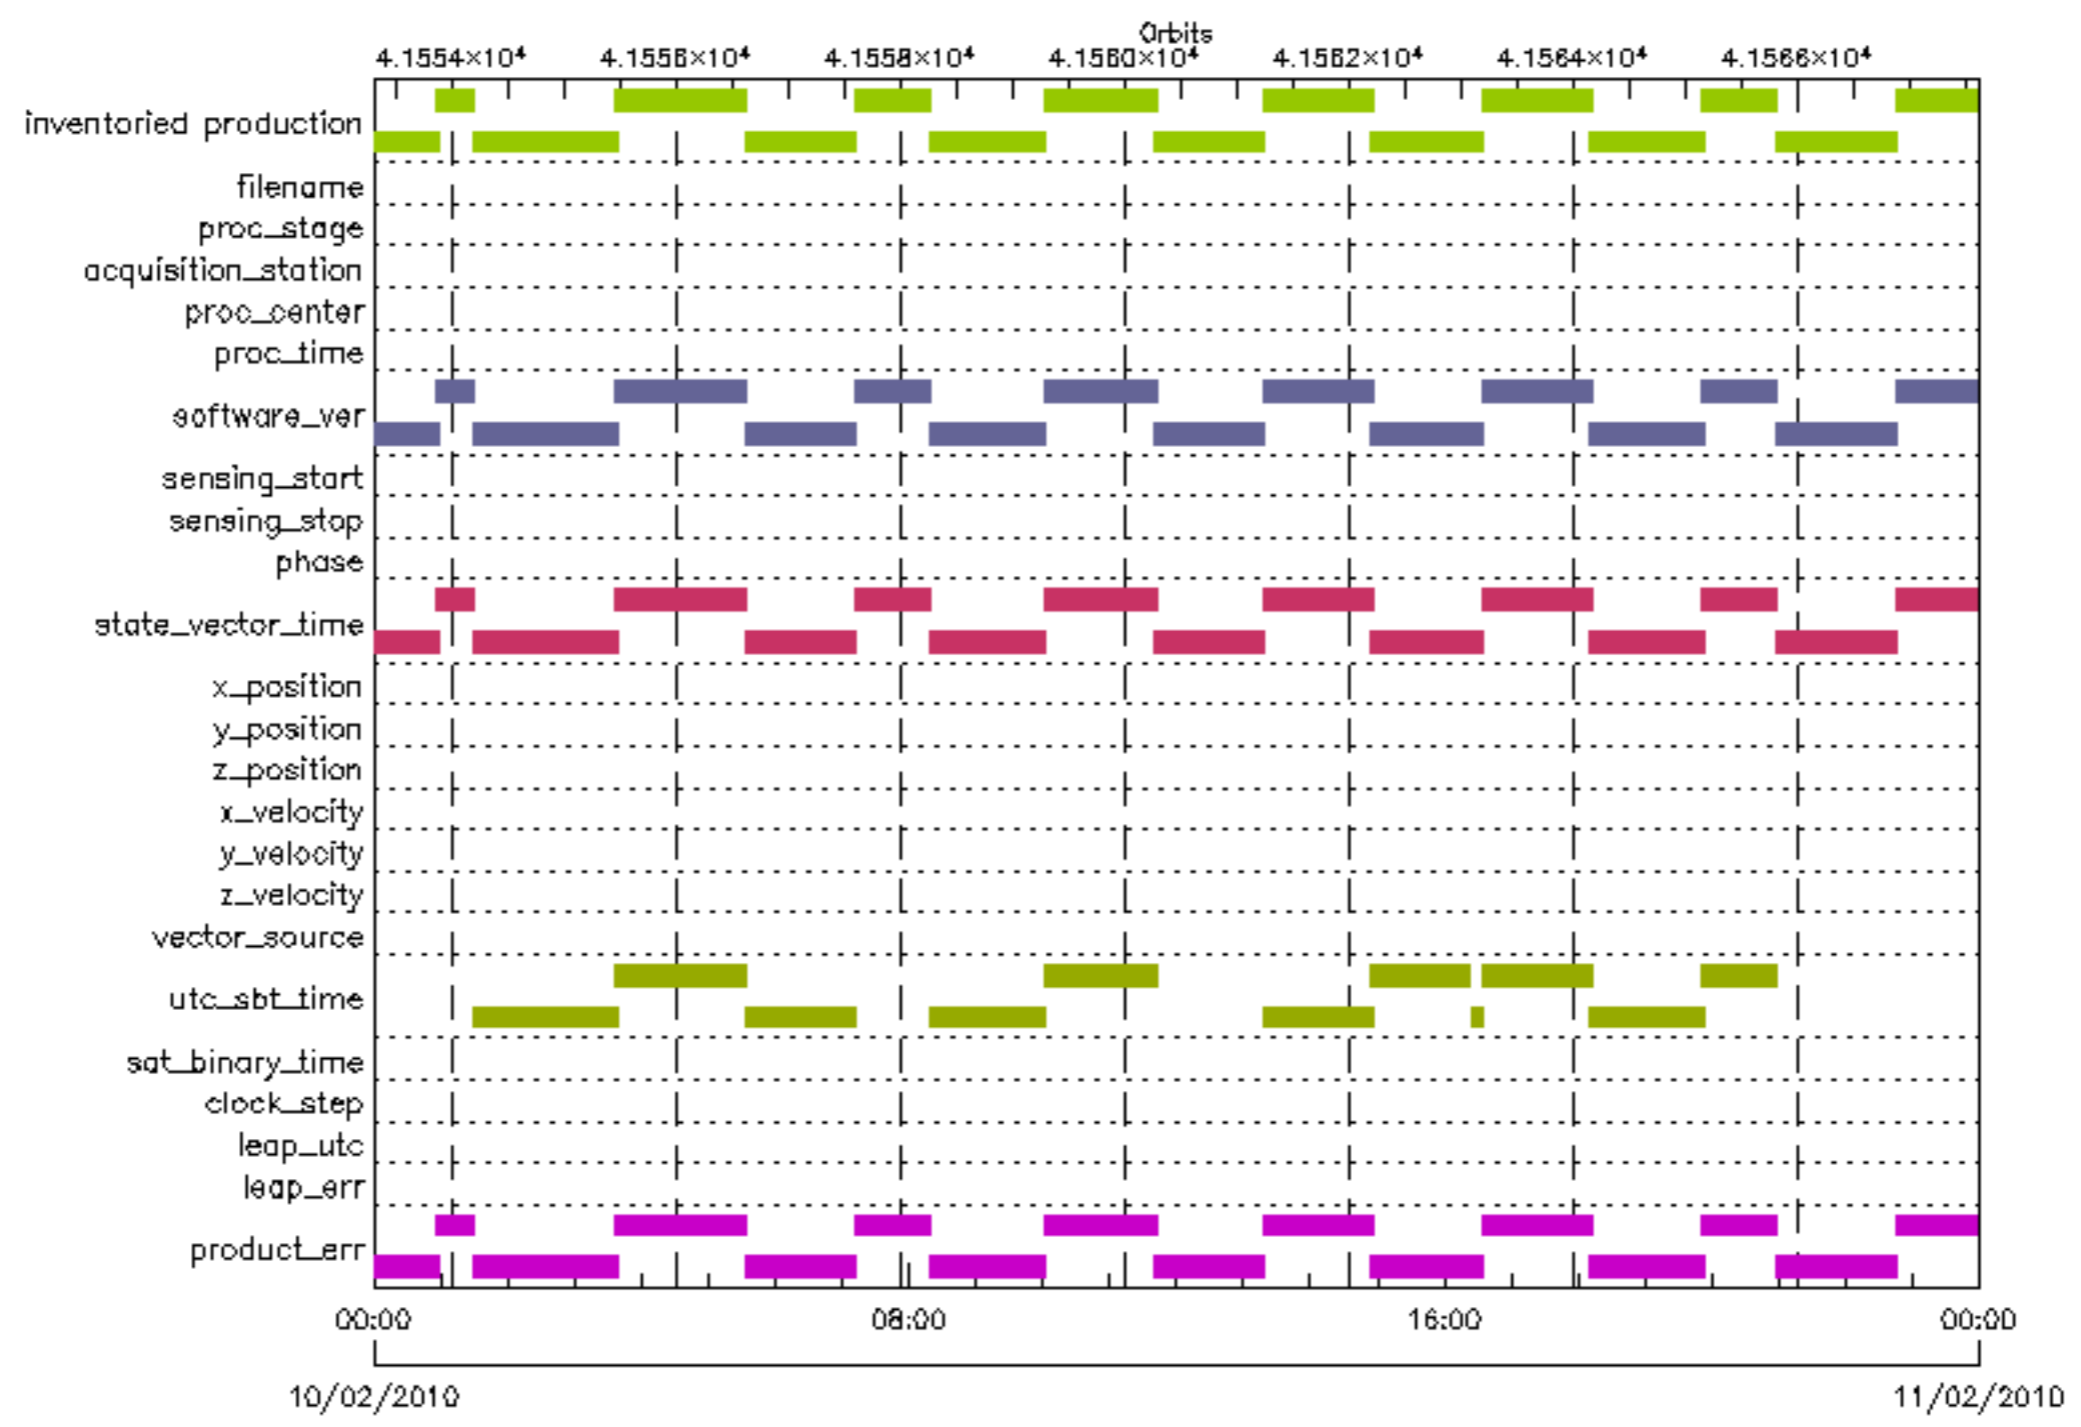 Orbits
4.1554×10⁴ 4.1556×10⁴ 4.1558×10⁴ 4.1560×10⁴ 4.1562×10⁴ 4.1564×10⁴ 4.1566×10⁴
inventoried production
filename
proc_stage
acquisition_station
proc_center
proc_time
software_ver
sensing_start
sensing_stop
phase
state_vector_time
x_position
y_position
z_position
x_velocity
y_velocity
z_velocity
vector_source
utc_sbt_time
sat_binary_time
clock_step
leap_utc
leap_err
product_err
00:00 08:00 16:00 00:00
10/02/2010 11/02/2010